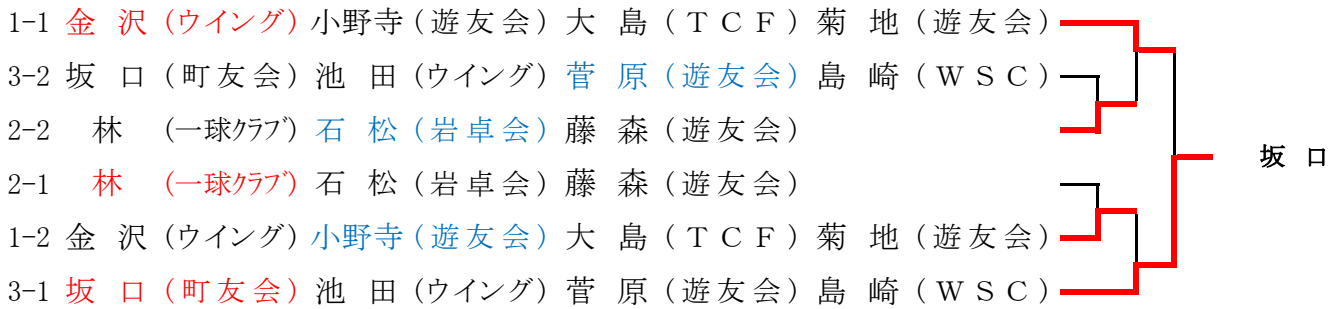 1-1 金 沢 (ウイング) 小野寺 (遊友会) 大 島 (ＴＣＦ) 菊 地 (遊友会)
3-2 坂 口 (町友会) 池 田 (ウイング) 菅 原 (遊友会) 島 崎 (ＷＳＣ)
2-2 林 (一球ｸﾗﾌﾞ) 石 松 (岩卓会) 藤 森 (遊友会)
坂 口
2-1 林 (一球ｸﾗﾌﾞ) 石 松 (岩卓会) 藤 森 (遊友会)
1-2 金 沢 (ウイング) 小野寺 (遊友会) 大 島 (ＴＣＦ) 菊 地 (遊友会)
3-1 坂 口 (町友会) 池 田 (ウイング) 菅 原 (遊友会) 島 崎 (ＷＳＣ)